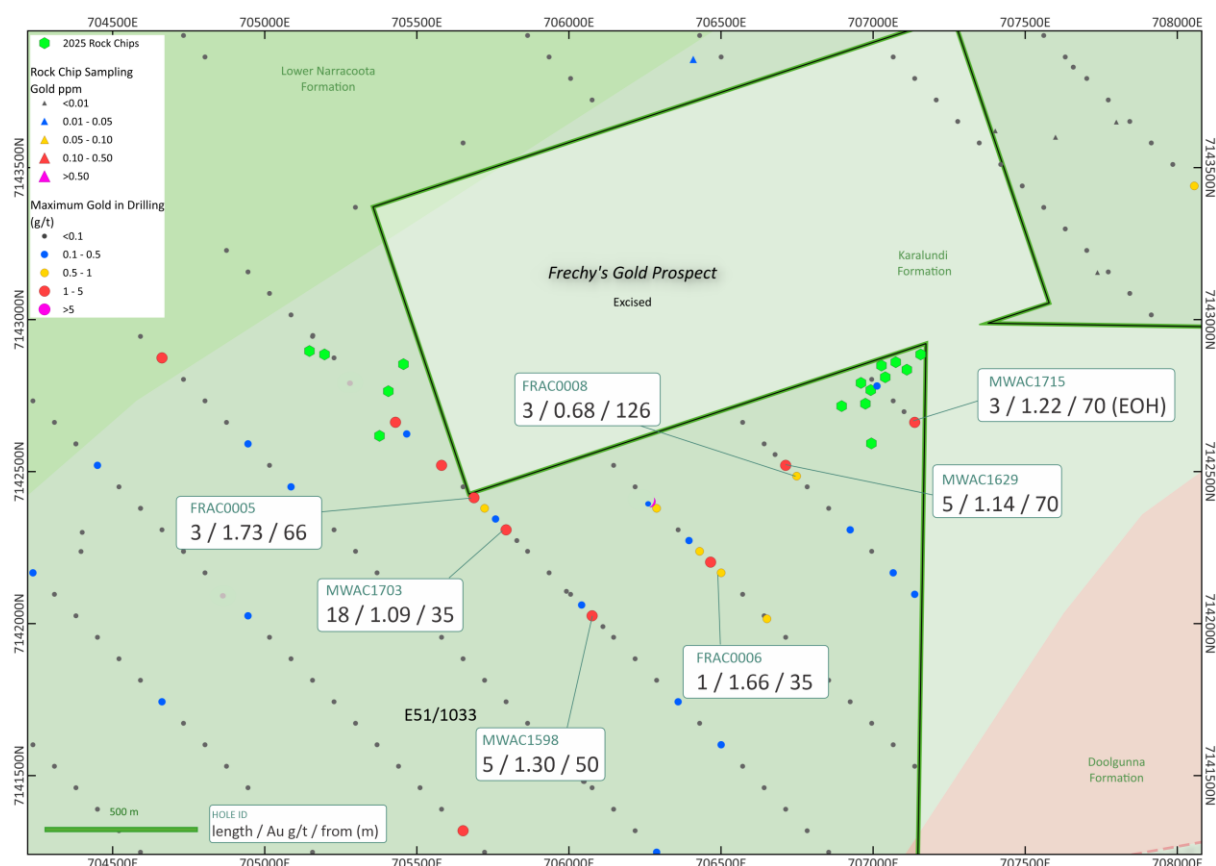 704500E 705000E 705500E 706000E 706500E 707000E 707500E 708000E
2025 Rock Chips
Rock Chip Sampling
Gold ppm
<0.01
0.01 - 0.05
0.05 - 0.10
0.10 - 0.50
>0.50
Maximum Gold in Drilling
(g/t)
<0.1
0.1 - 0.5
0.5 - 1
1 - 5
>5
Lower Narracoota
Formation
7143500N
7143500N
Karalundi
Formation
Frechy's Gold Prospect
Excised
7143000N
7143000N
FRAC0008
3 / 0.68 / 126
MWAC1715
3 / 1.22 / 70 (EOH)
7142500N
7142500N
MWAC1629
5 / 1.14 / 70
FRAC0005
3 / 1.73 / 66
MWAC1703
18 / 1.09 / 35
7142000N
7142000N
FRAC0006
1 / 1.66 / 35
E51/1033
MWAC1598
5 / 1.30 / 50
Doolgunna
Formation
7141500N
7141500N
500 m
HOLE ID
length / Au g/t / from (m)
704500E 705000E 705500E 706000E 706500E 707000E 707500E 708000E